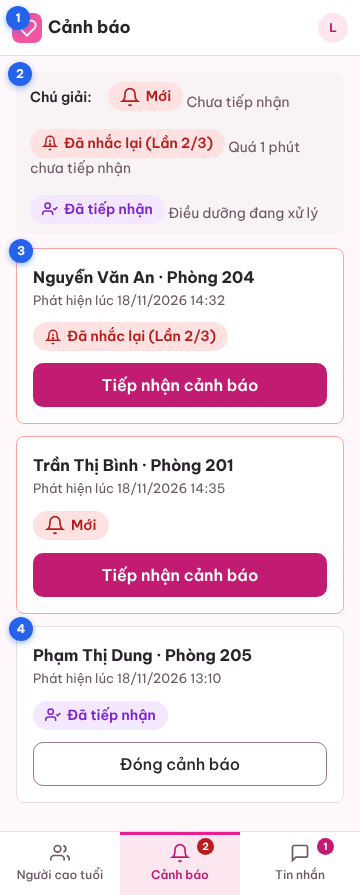 1
Cảnh báo
L
2
Chú giải: Mới Chưa tiếp nhận
Đã nhắc lại (Lần 2/3) Quá 1 phút
chưa tiếp nhận
Đã tiếp nhận Điều dưỡng đang xử lý
3
Nguyễn Văn An · Phòng 204
Phát hiện lúc 18/11/2026 14:32
Đã nhắc lại (Lần 2/3)
Tiếp nhận cảnh báo
Trần Thị Bình · Phòng 201
Phát hiện lúc 18/11/2026 14:35
Mới
Tiếp nhận cảnh báo
4
Phạm Thị Dung · Phòng 205
Phát hiện lúc 18/11/2026 13:10
Đã tiếp nhận
Đóng cảnh báo
2
1
Người cao tuổi
Cảnh báo
Tin nhắn